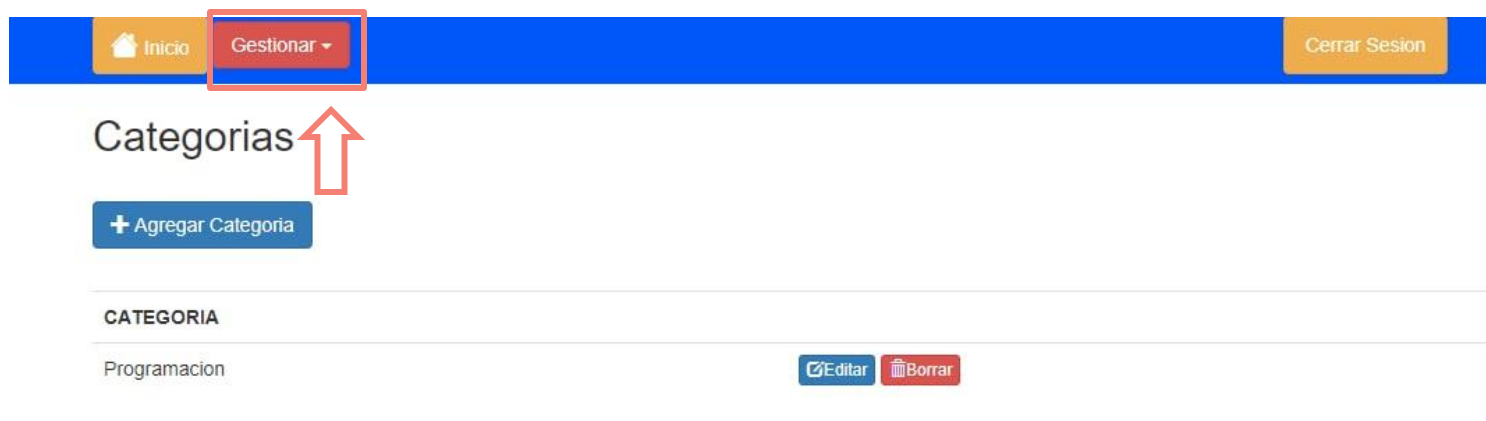 Inicio Gestionar Cerrar Sesion
Categorias
Agregar Categoria
CATEGORIA
Programacion Editar Borrar